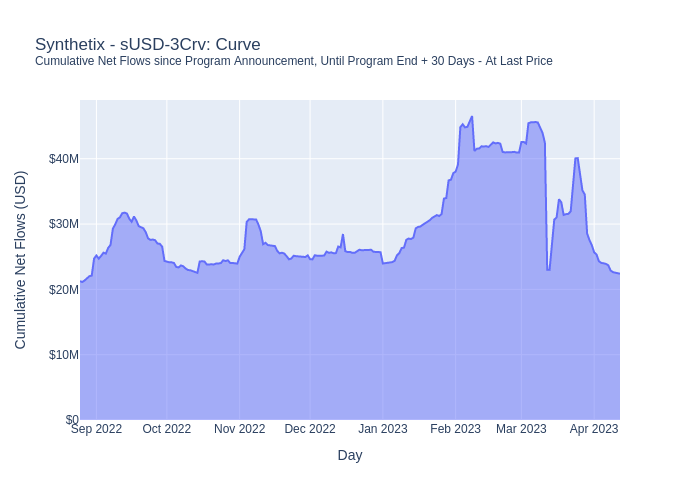 Synthetix - sUSD-3Crv: Curve
Cumulative Net Flows since Program Announcement, Until Program End + 30 Days - At Last Price
Cumulative Net Flows (USD)
$40M
$30M
$20M
$10M
$0
Sep 2022 Oct 2022 Nov 2022 Dec 2022 Jan 2023 Feb 2023 Mar 2023 Apr 2023
Day